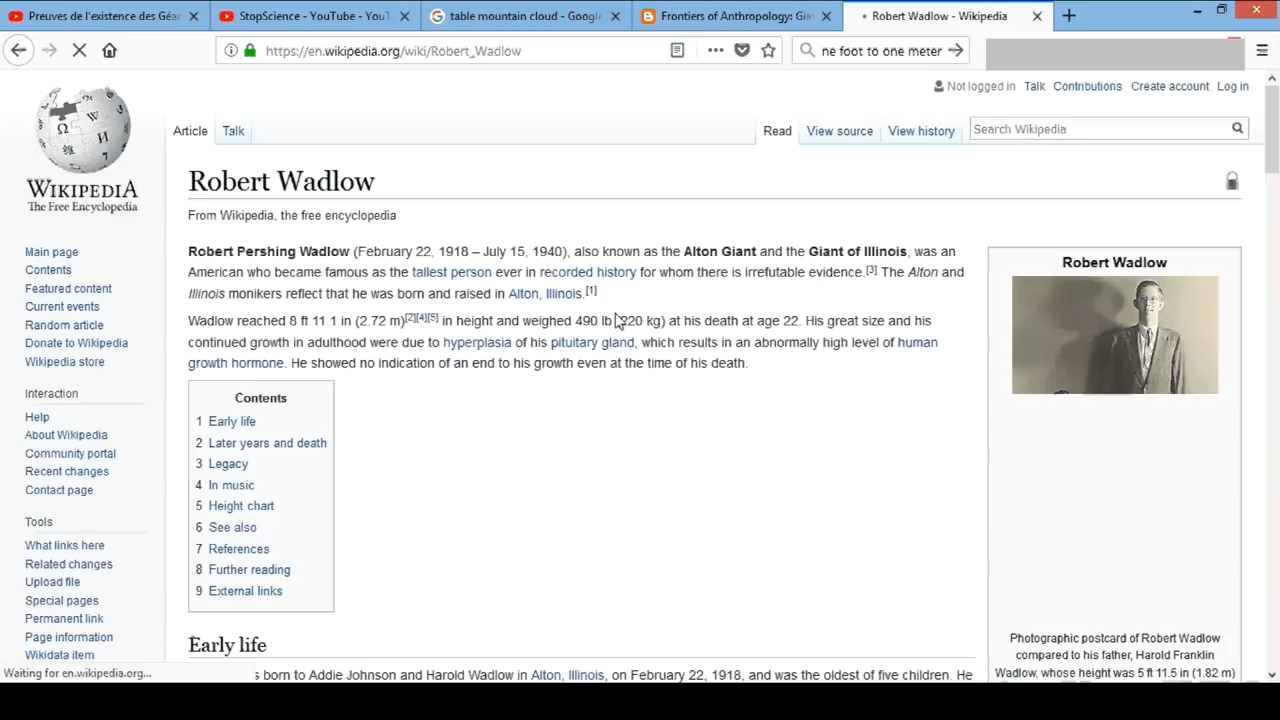 Preuves de l'existence des Géa
StopScience - YouTube - YouT
table mountain cloud - Google
Frontiers of Anthropology: Gia
Robert Wadlow - Wikipedia
https://en.wikipedia.org/wiki/Robert_Wadlow
ne foot to one meter
Not logged in Talk Contributions Create account Log in
Article Talk
Read View source View history
Search Wikipedia
WIKIPEDIA
The Free Encyclopedia
Main page
Contents
Featured content
Current events
Random article
Donate to Wikipedia
Wikipedia store
Interaction
Help
About Wikipedia
Community portal
Recent changes
Contact page
Tools
What links here
Related changes
Upload file
Special pages
Permanent link
Page information
Wikidata item
Waiting for en.wikipedia.org...
Robert Wadlow
From Wikipedia, the free encyclopedia
Robert Pershing Wadlow (February 22, 1918 – July 15, 1940), also known as the Alton Giant and the Giant of Illinois, was an
American who became famous as the tallest person ever in recorded history for whom there is irrefutable evidence.[3] The Alton and
Illinois monikers reflect that he was born and raised in Alton, Illinois.[1]
Wadlow reached 8 ft 11.1 in (2.72 m)[2][4][5] in height and weighed 490 lb (220 kg) at his death at age 22. His great size and his
continued growth in adulthood were due to hyperplasia of his pituitary gland, which results in an abnormally high level of human
growth hormone. He showed no indication of an end to his growth even at the time of his death.
Contents
1 Early life
2 Later years and death
3 Legacy
4 In music
5 Height chart
6 See also
7 References
8 Further reading
9 External links
Early life
s born to Addie Johnson and Harold Wadlow in Alton, Illinois, on February 22, 1918, and was the oldest of five children. He
Robert Wadlow
Photographic postcard of Robert Wadlow
compared to his father, Harold Franklin
Wadlow, whose height was 5 ft 11.5 in (1.82 m)